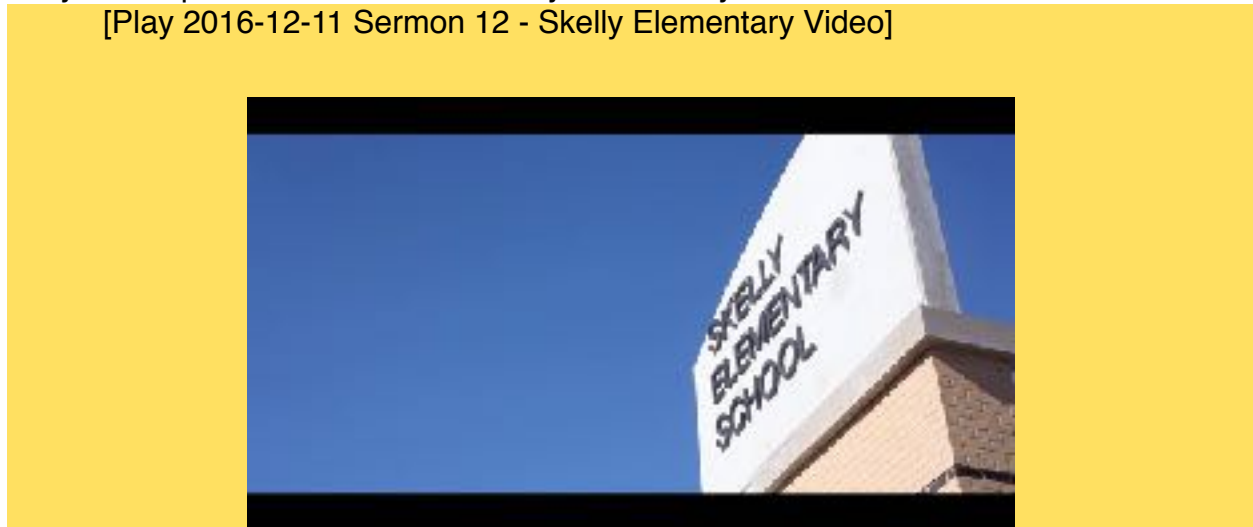 [Play 2016-12-11 Sermon 12 - Skelly Elementary Video]
SKELLY
ELEMENTARY
SCHOOL